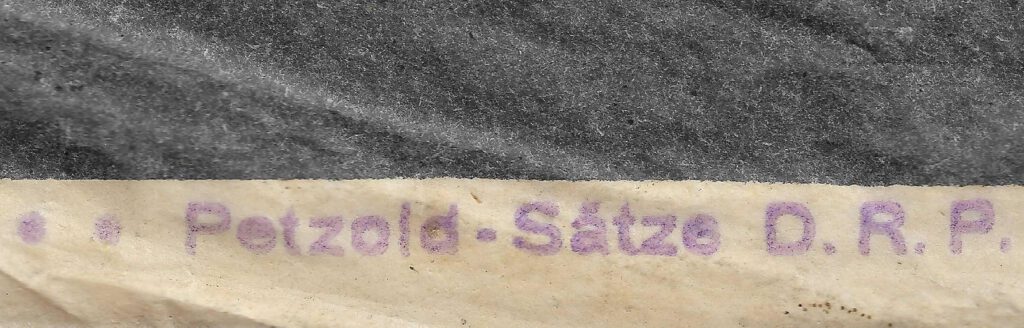 • • Petzold-Sätze D.R.P.